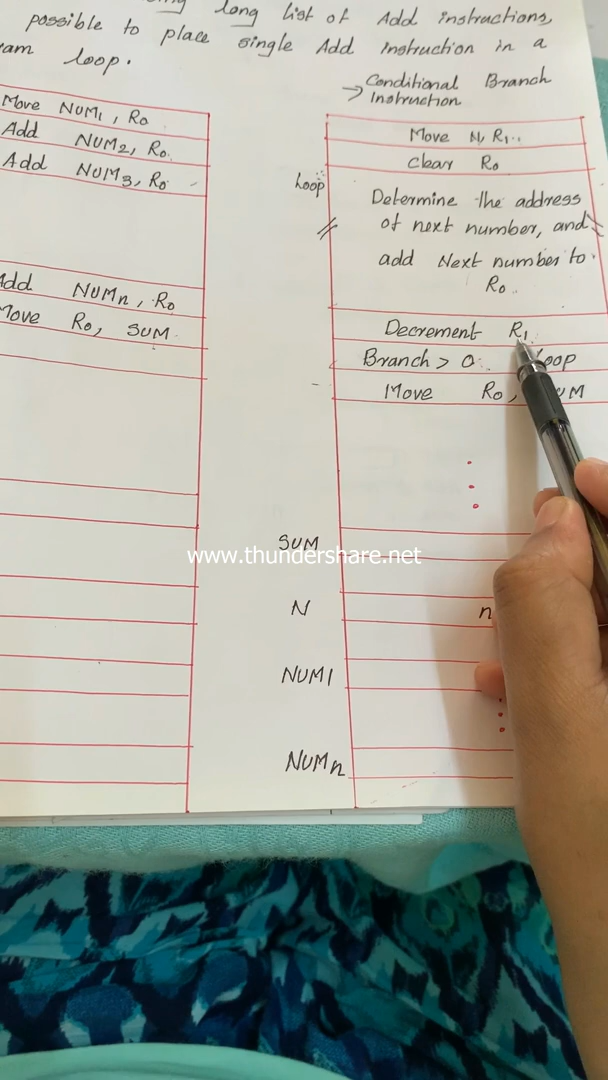 long list of Add instructions,
possible to place single Add instruction in a
loop.
→ Conditional Branch
Instruction
Move NUM1, R0
Add NUM2, R0
Add NUM3, R0
Add NUMn, R0
Move R0, SUM
Move N, R1
Clear R0
Loop
Determine the address
of next number, and
add Next number to
R0
Decrement R1
Branch > 0 Loop
Move R0, SUM
SUM
www.thundershare.net
N n
NUM1
NUMn